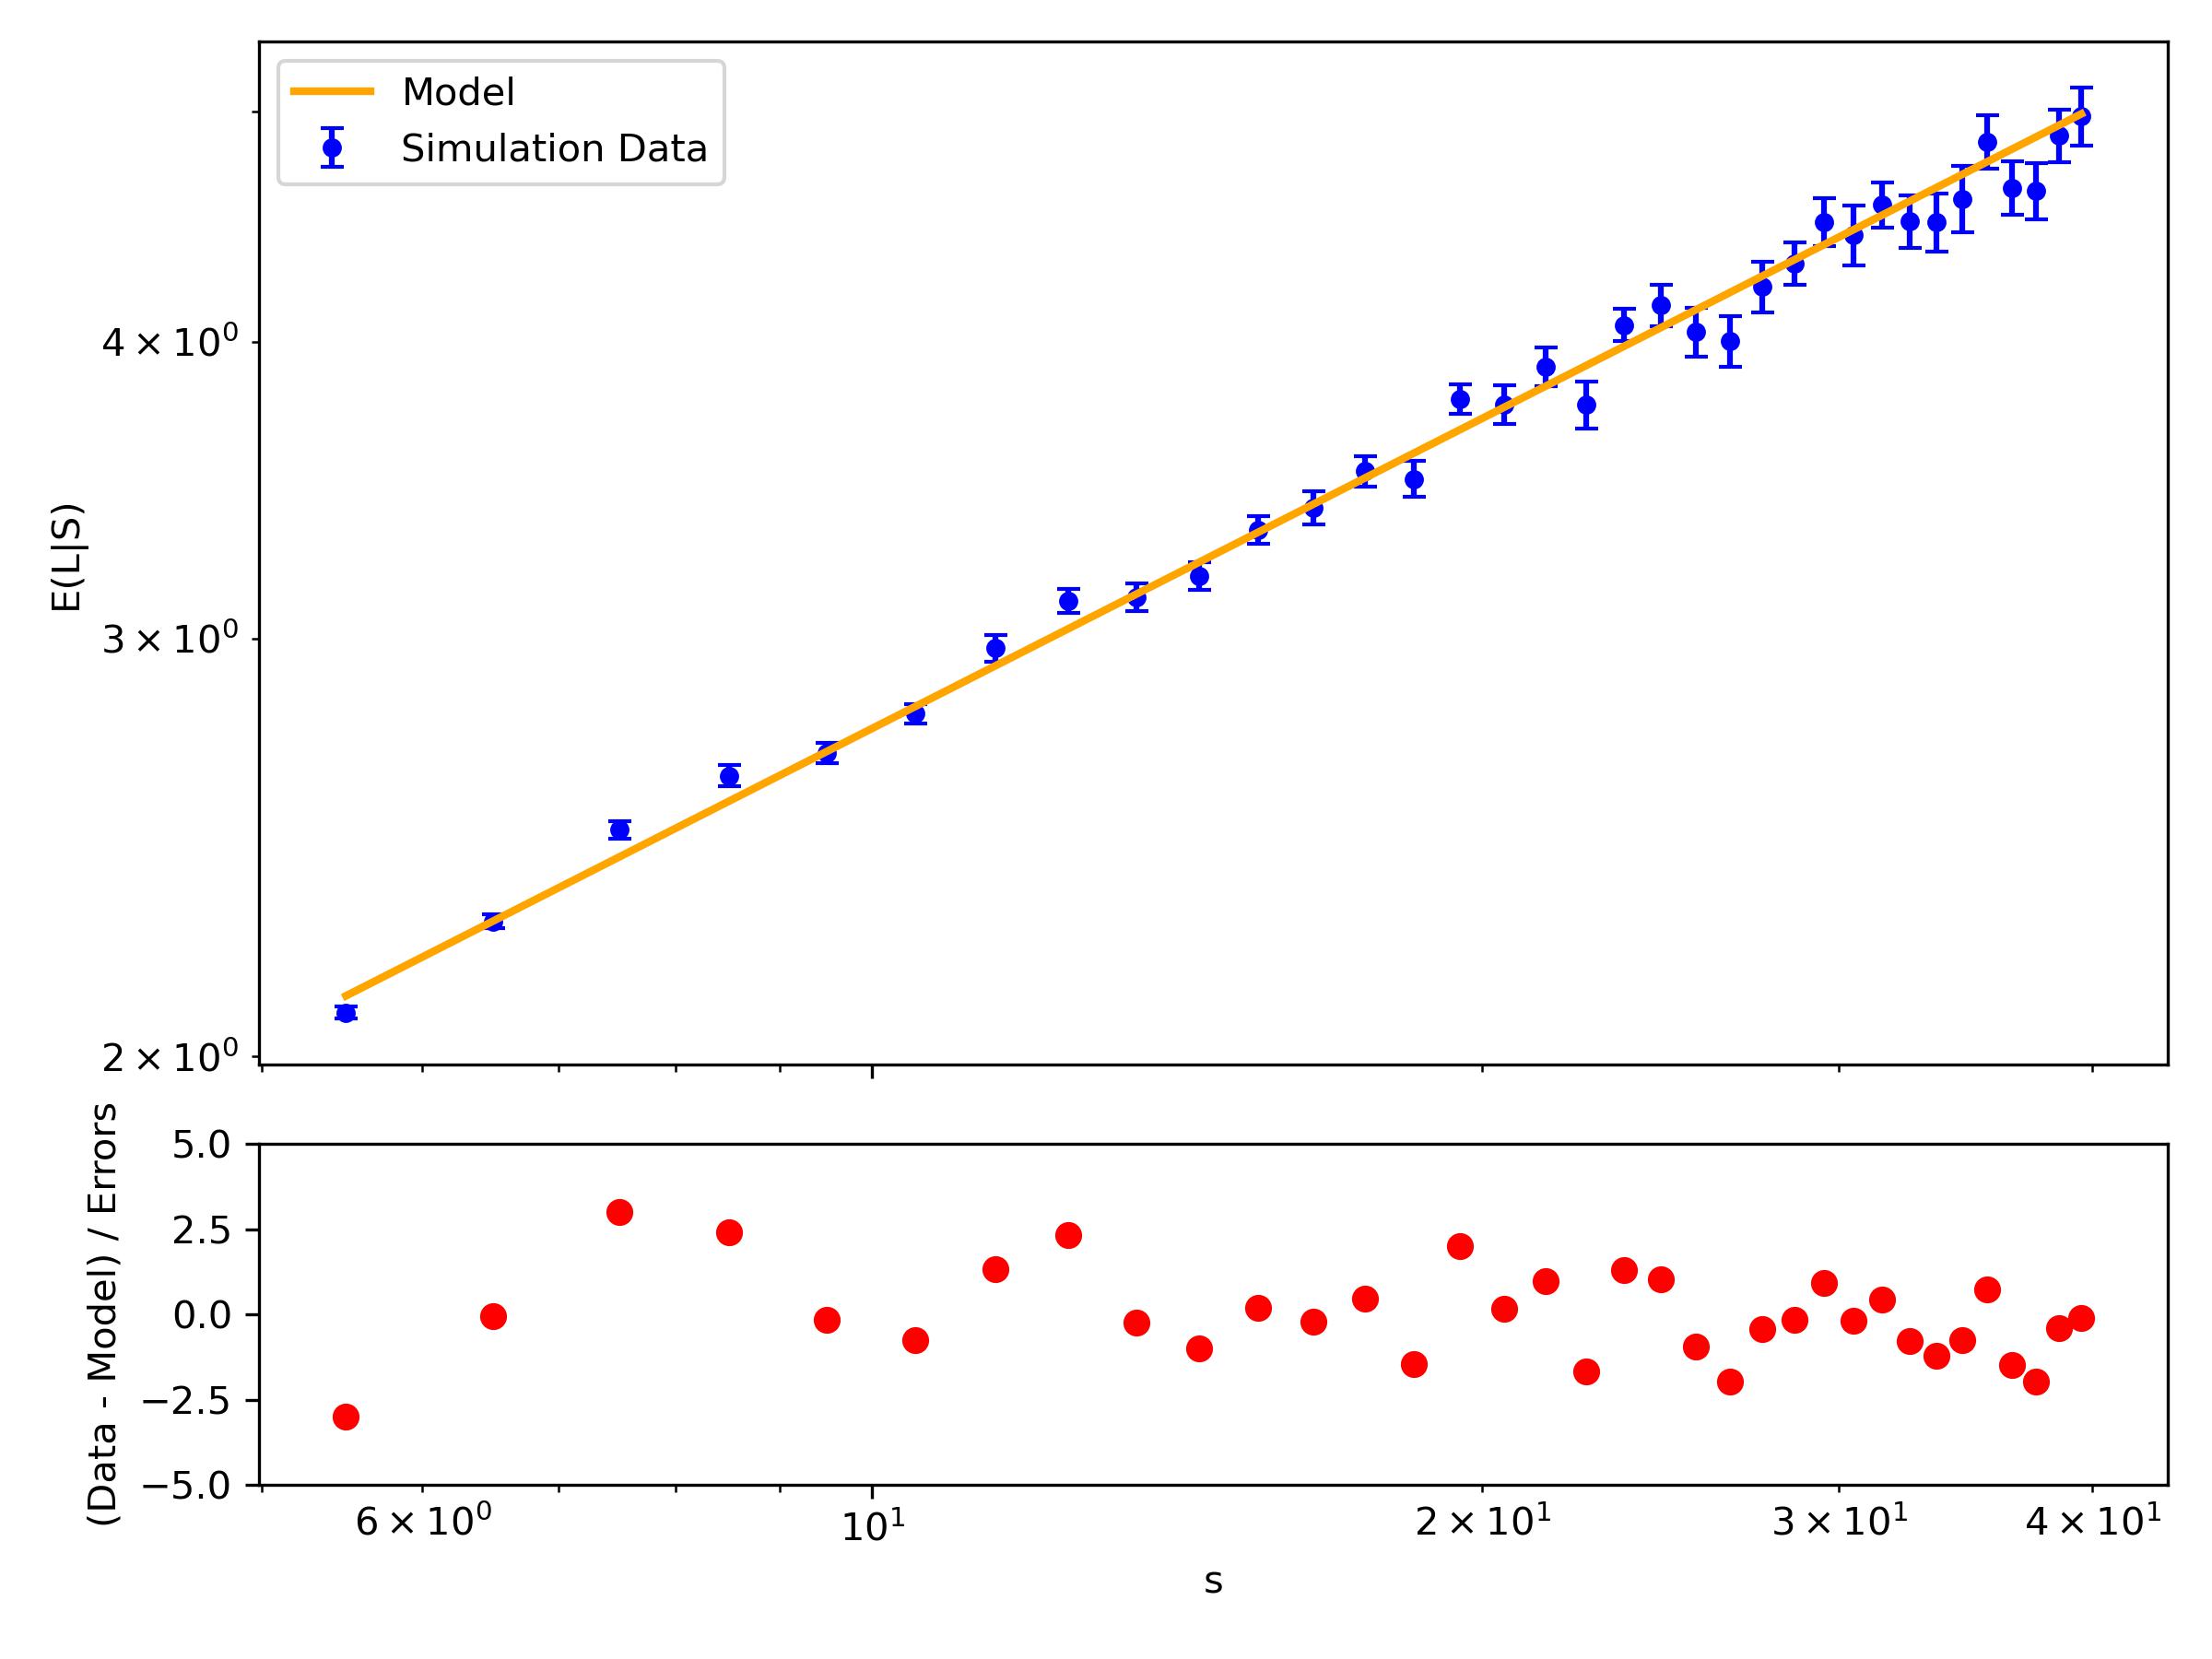 Model
Simulation Data
E(L|S)
4 × 10⁰
3 × 10⁰
2 × 10⁰
(Data - Model) / Errors
5.0
2.5
0.0
−2.5
−5.0
6 × 10⁰
10¹
2 × 10¹
3 × 10¹
4 × 10¹
s